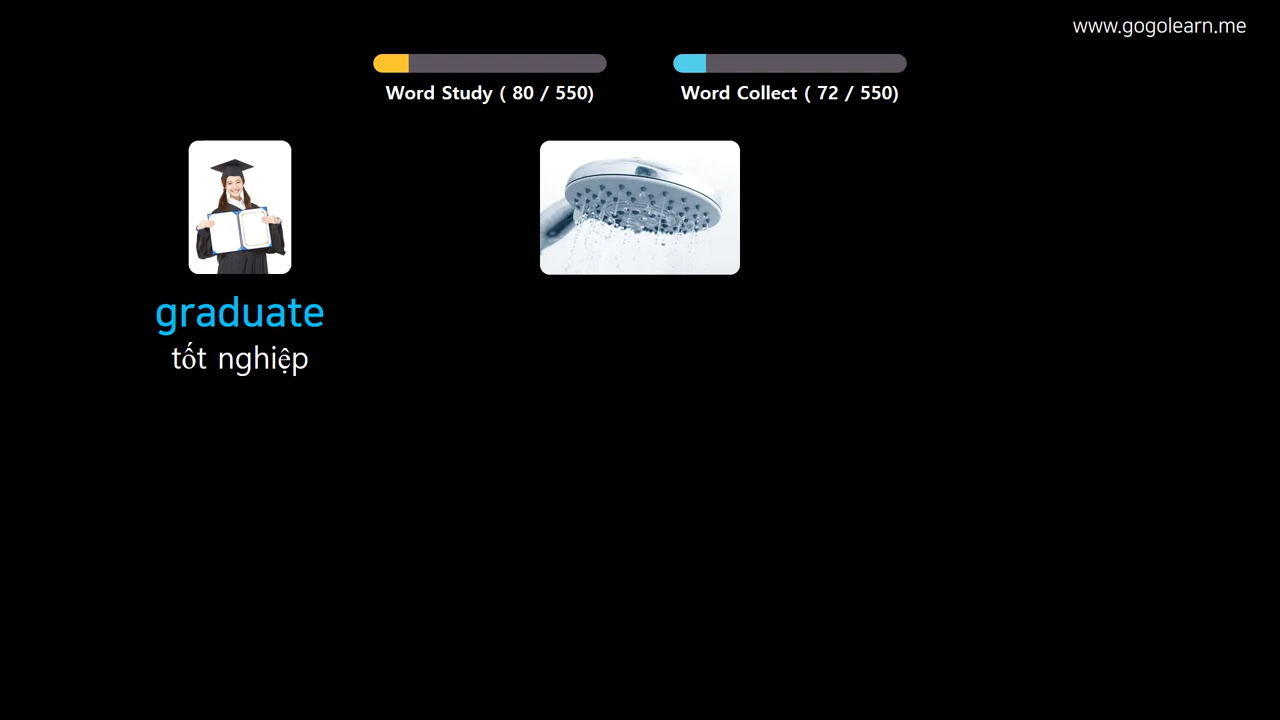 www.gogolearn.me
Word Study ( 80 / 550)
Word Collect ( 72 / 550)
graduate
tốt nghiệp